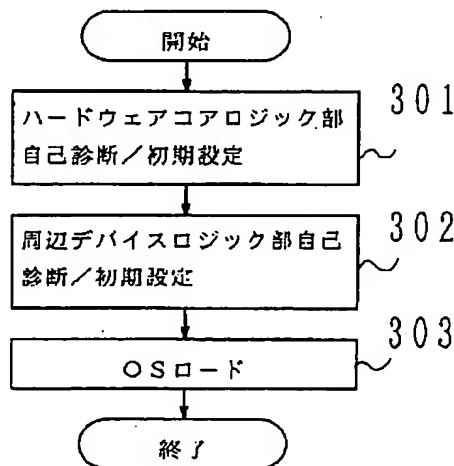 開始
ハードウェアコアロジック部
自己診断／初期設定
301
周辺デバイスロジック部自己
診断／初期設定
302
OSロード
303
終了